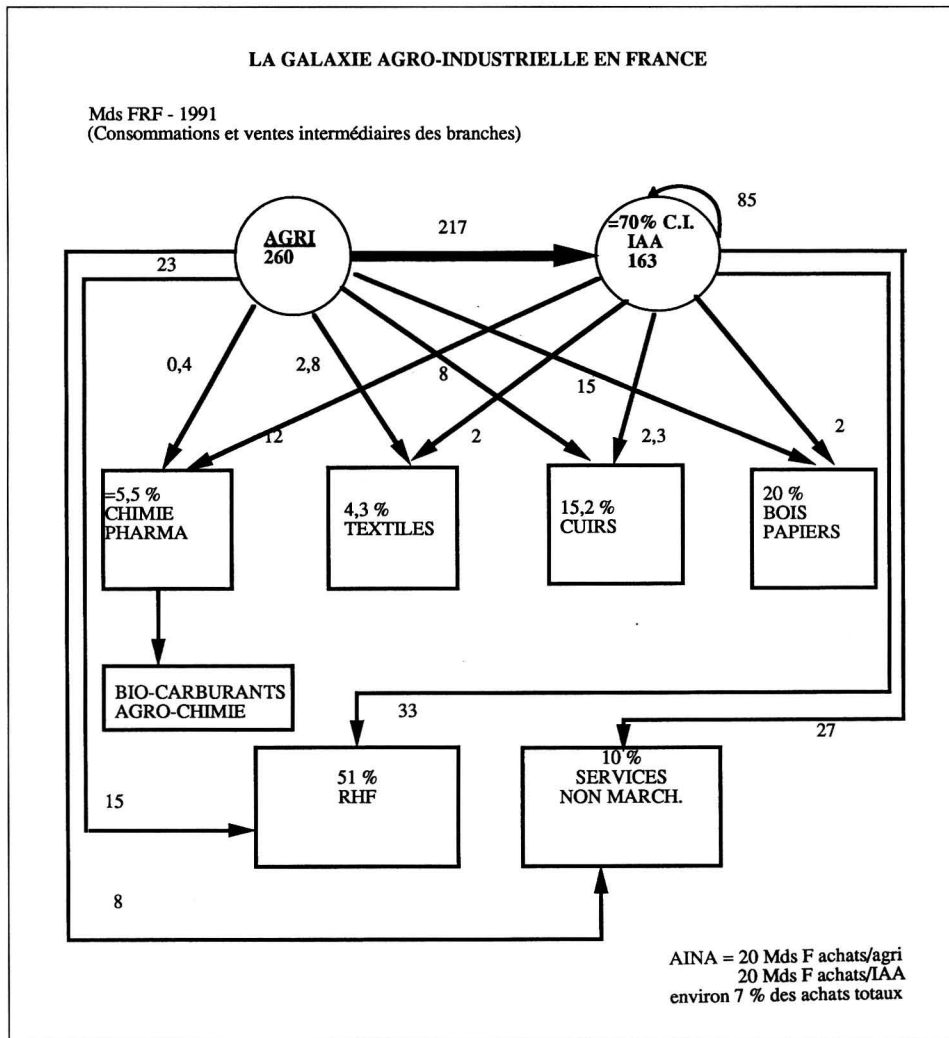 LA GALAXIE AGRO-INDUSTRIELLE EN FRANCE
Mds FRF - 1991
(Consommations et ventes intermédiaires des branches)
AGRI
260
217
=70% C.I.
IAA
163
85
23
0,4
2,8
8
15
12
2
2,3
2
=5,5 %
CHIMIE
PHARMA
4,3 %
TEXTILES
15,2 %
CUIRS
20 %
BOIS
PAPIERS
BIO-CARBURANTS
AGRO-CHIMIE
33
27
51 %
RHF
10 %
SERVICES
NON MARCH.
15
8
AINA = 20 Mds F achats/agri
20 Mds F achats/IAA
environ 7 % des achats totaux